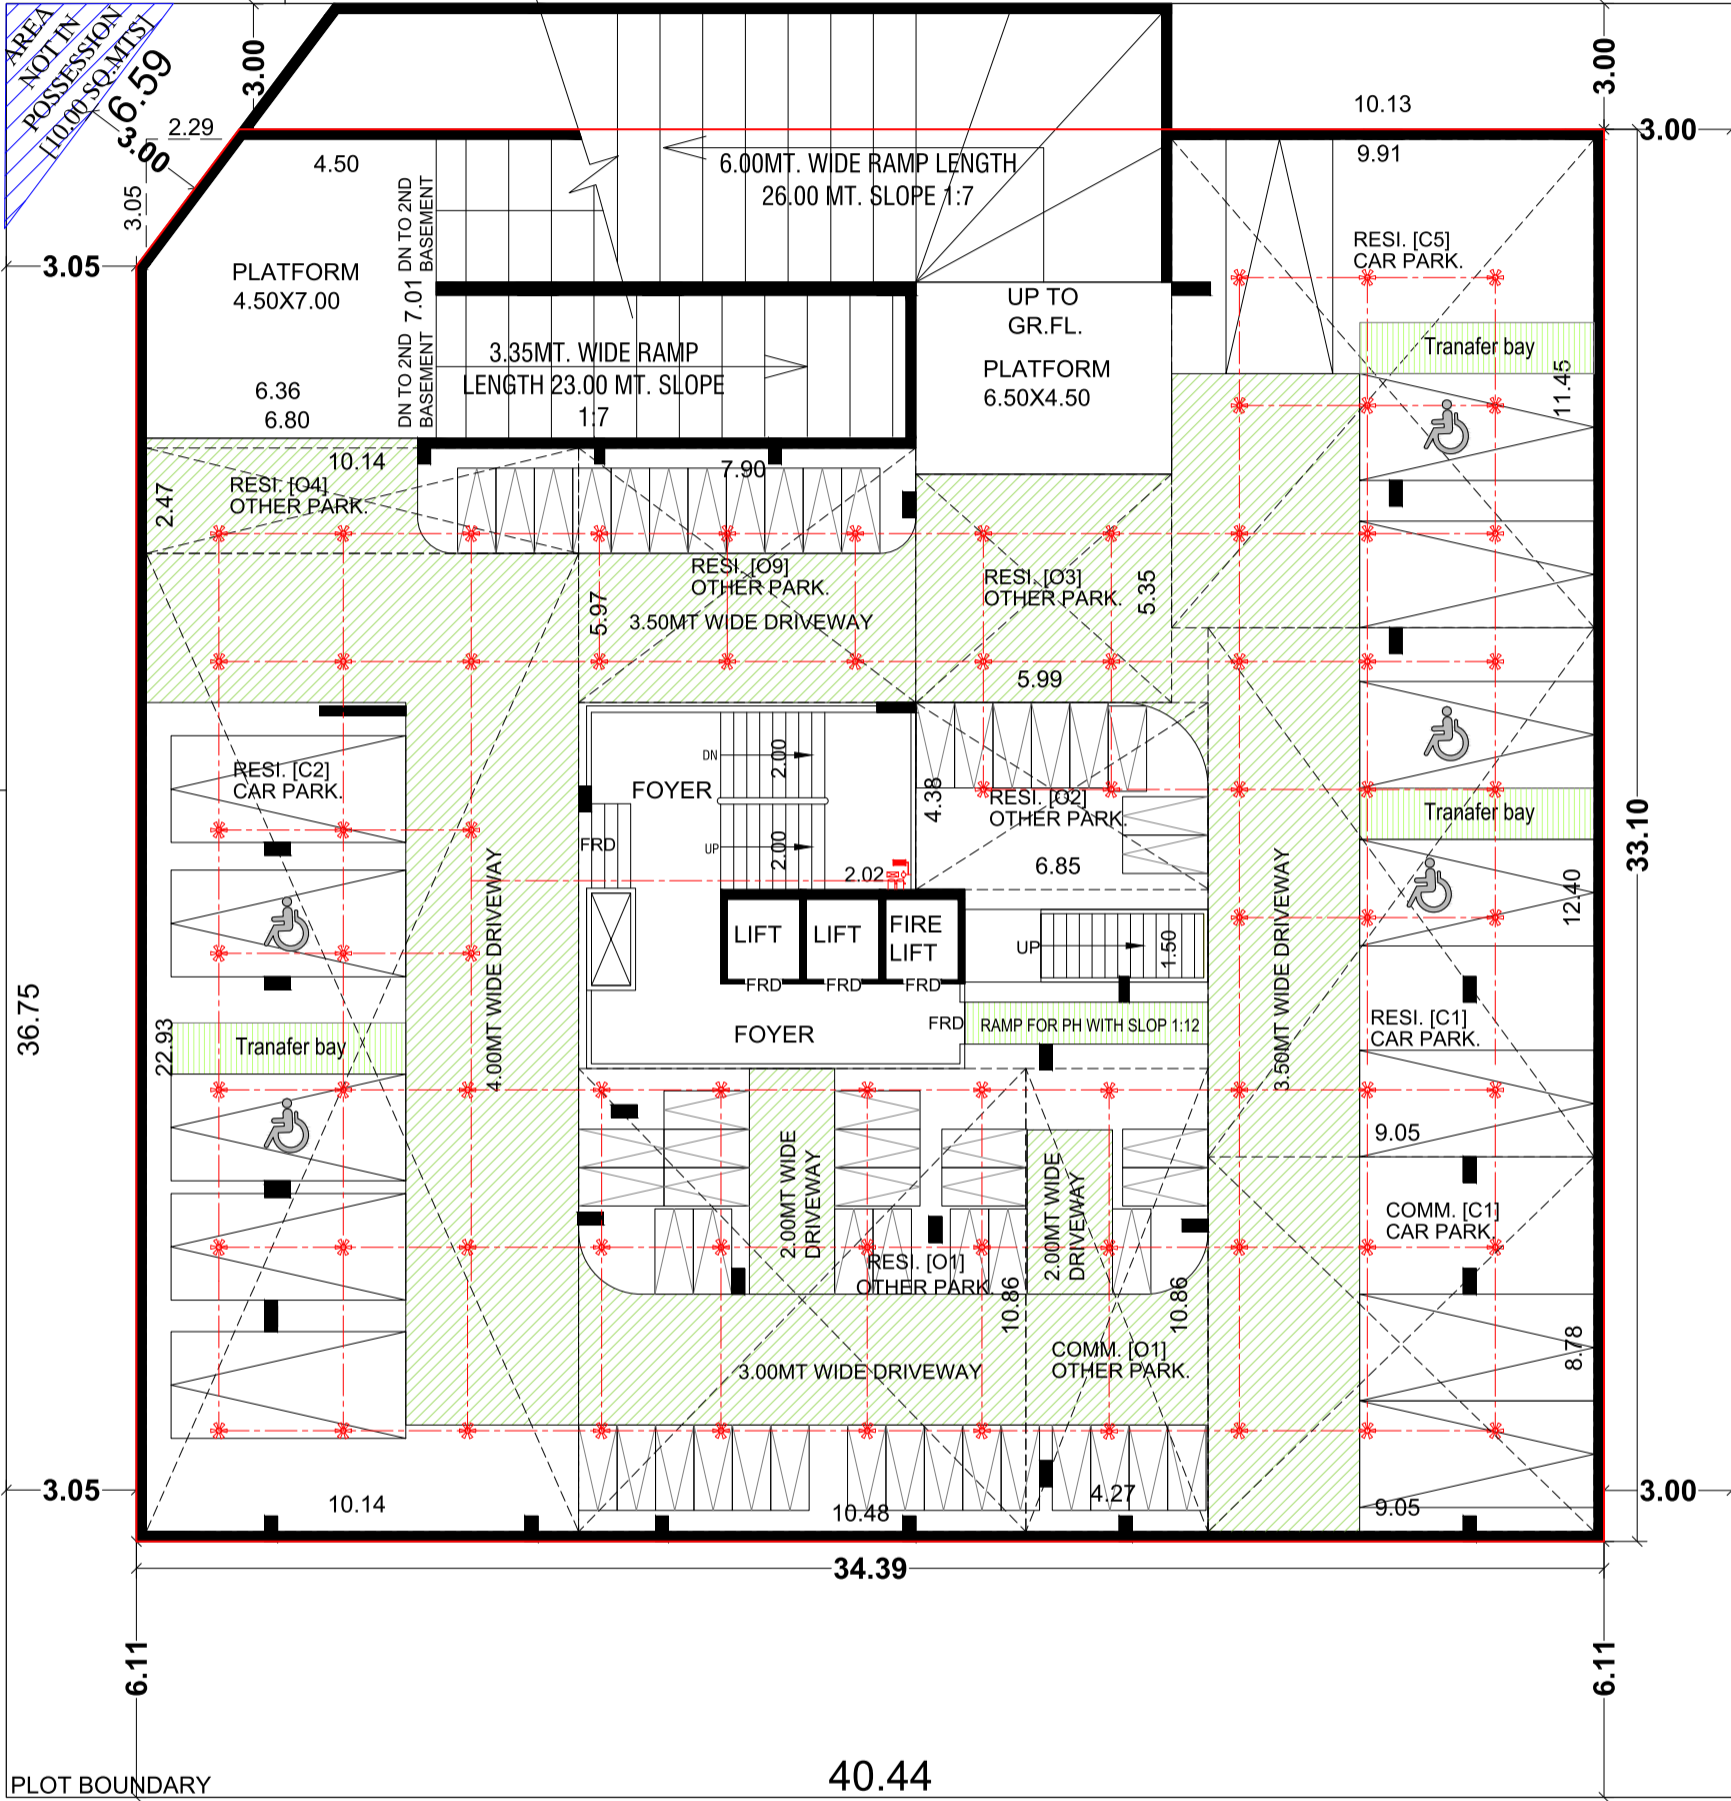 AREA
NOT IN
POSSESSION
[10.00 SQ.MTS]
6.59
3.00
3.00
2.29
3.00
3.05
3.05
10.13
3.00
9.91
4.50
6.00MT. WIDE RAMP LENGTH
26.00 MT. SLOPE 1:7
DN TO 2ND
BASEMENT
7.01
DN TO 2ND
BASEMENT
PLATFORM
4.50X7.00
RESI. [C5]
CAR PARK.
UP TO
GR.FL.
PLATFORM
6.50X4.50
3.35MT. WIDE RAMP
LENGTH 23.00 MT. SLOPE
1:7
Tranafer bay
11.45
6.36
6.80
10.14
7.90
2.47
RESI. [O4]
OTHER PARK.
RESI. [O9]
OTHER PARK.
RESI. [O3]
OTHER PARK.
5.35
5.97
3.50MT WIDE DRIVEWAY
5.99
RESI. [C2]
CAR PARK.
DN
2.00
FOYER
4.38
RESI. [O2]
OTHER PARK.
Tranafer bay
33.10
FRD
UP
2.00
2.02
6.85
12.40
4.00MT WIDE DRIVEWAY
3.50MT WIDE DRIVEWAY
LIFT
LIFT
FIRE
LIFT
UP
1.50
FRD
FRD
FRD
36.75
22.93
Tranafer bay
FOYER
FRD
RAMP FOR PH WITH SLOP 1:12
RESI. [C1]
CAR PARK.
9.05
2.00MT WIDE
DRIVEWAY
2.00MT WIDE
DRIVEWAY
COMM. [C1]
CAR PARK.
RESI. [O1]
OTHER PARK.
10.86
10.86
8.78
3.00MT WIDE DRIVEWAY
COMM. [O1]
OTHER PARK.
3.05
10.14
10.48
4.27
9.05
3.00
34.39
6.11
6.11
PLOT BOUNDARY
40.44